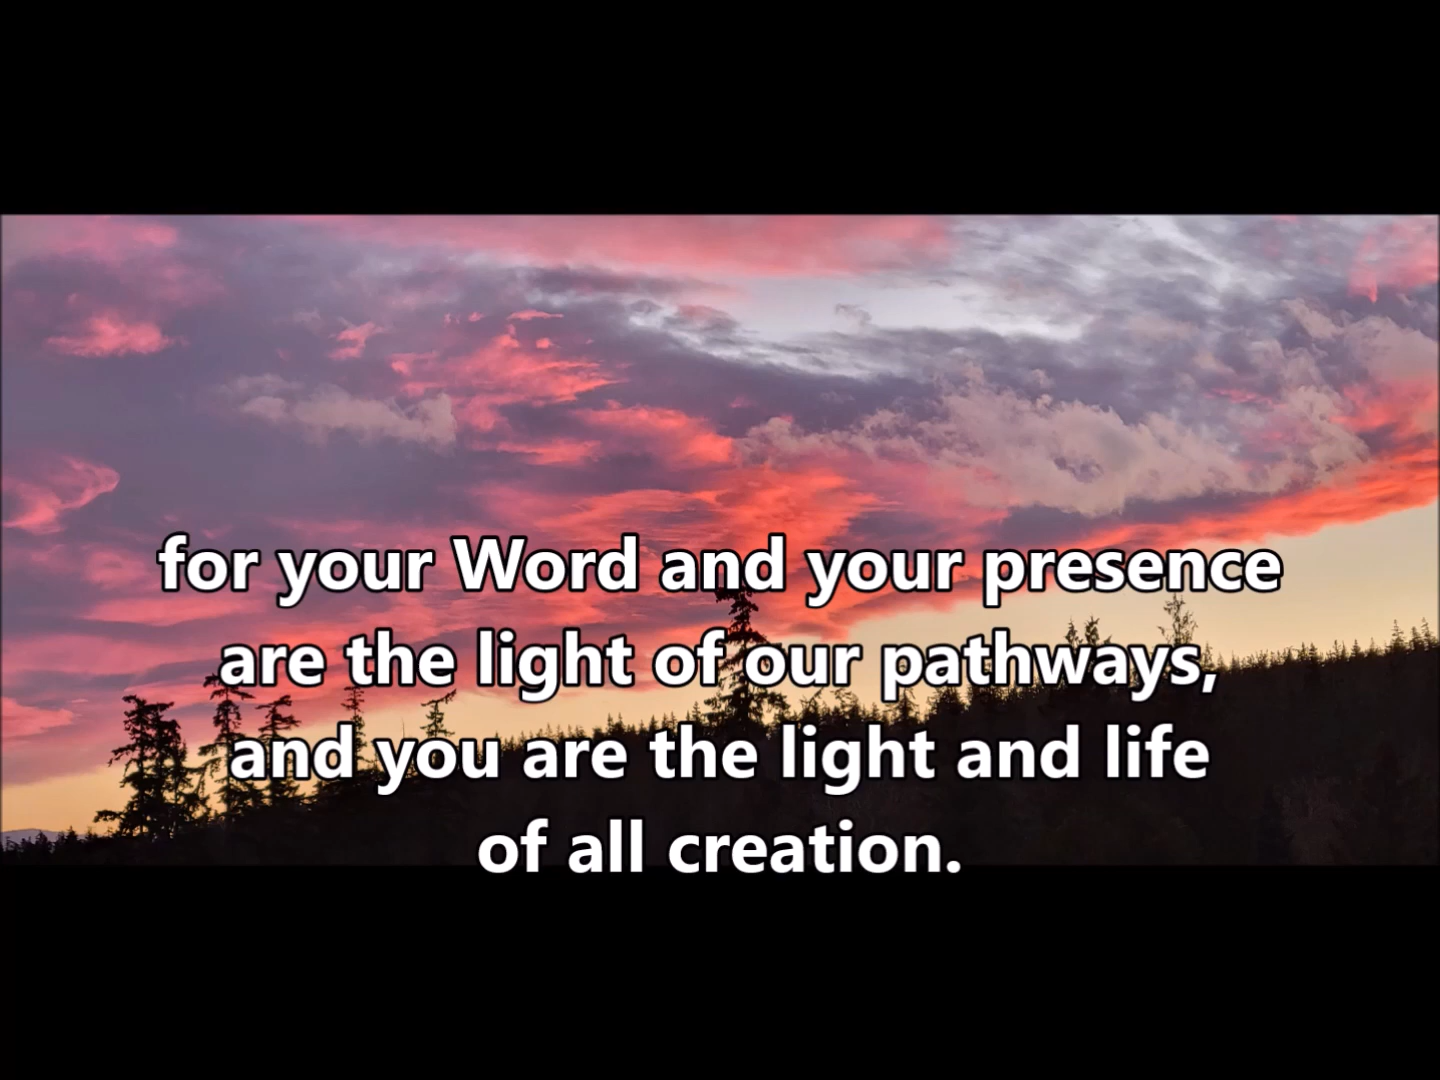 for your Word and your presence
are the light of our pathways,
and you are the light and life
of all creation.